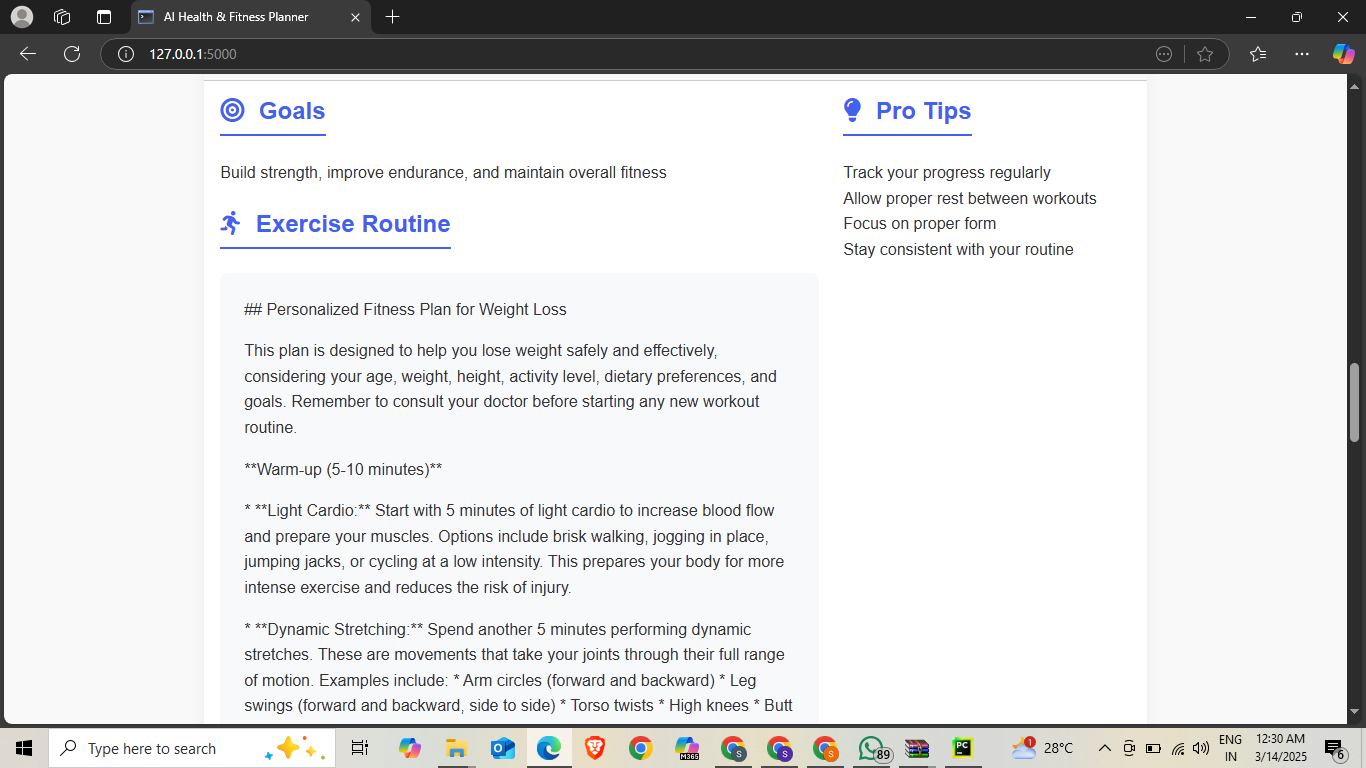 AI Health & Fitness Planner
127.0.0.1:5000
Goals
Build strength, improve endurance, and maintain overall fitness
Exercise Routine
## Personalized Fitness Plan for Weight Loss
This plan is designed to help you lose weight safely and effectively,
considering your age, weight, height, activity level, dietary preferences, and
goals. Remember to consult your doctor before starting any new workout
routine.
**Warm-up (5-10 minutes)**
* **Light Cardio:** Start with 5 minutes of light cardio to increase blood flow
and prepare your muscles. Options include brisk walking, jogging in place,
jumping jacks, or cycling at a low intensity. This prepares your body for more
intense exercise and reduces the risk of injury.
* **Dynamic Stretching:** Spend another 5 minutes performing dynamic
stretches. These are movements that take your joints through their full range
of motion. Examples include: * Arm circles (forward and backward) * Leg
swings (forward and backward, side to side) * Torso twists * High knees * Butt
Pro Tips
Track your progress regularly
Allow proper rest between workouts
Focus on proper form
Stay consistent with your routine
Type here to search
M365
S
S
S
89
PC
1
28°C
ENG
IN
12:30 AM
3/14/2025
6